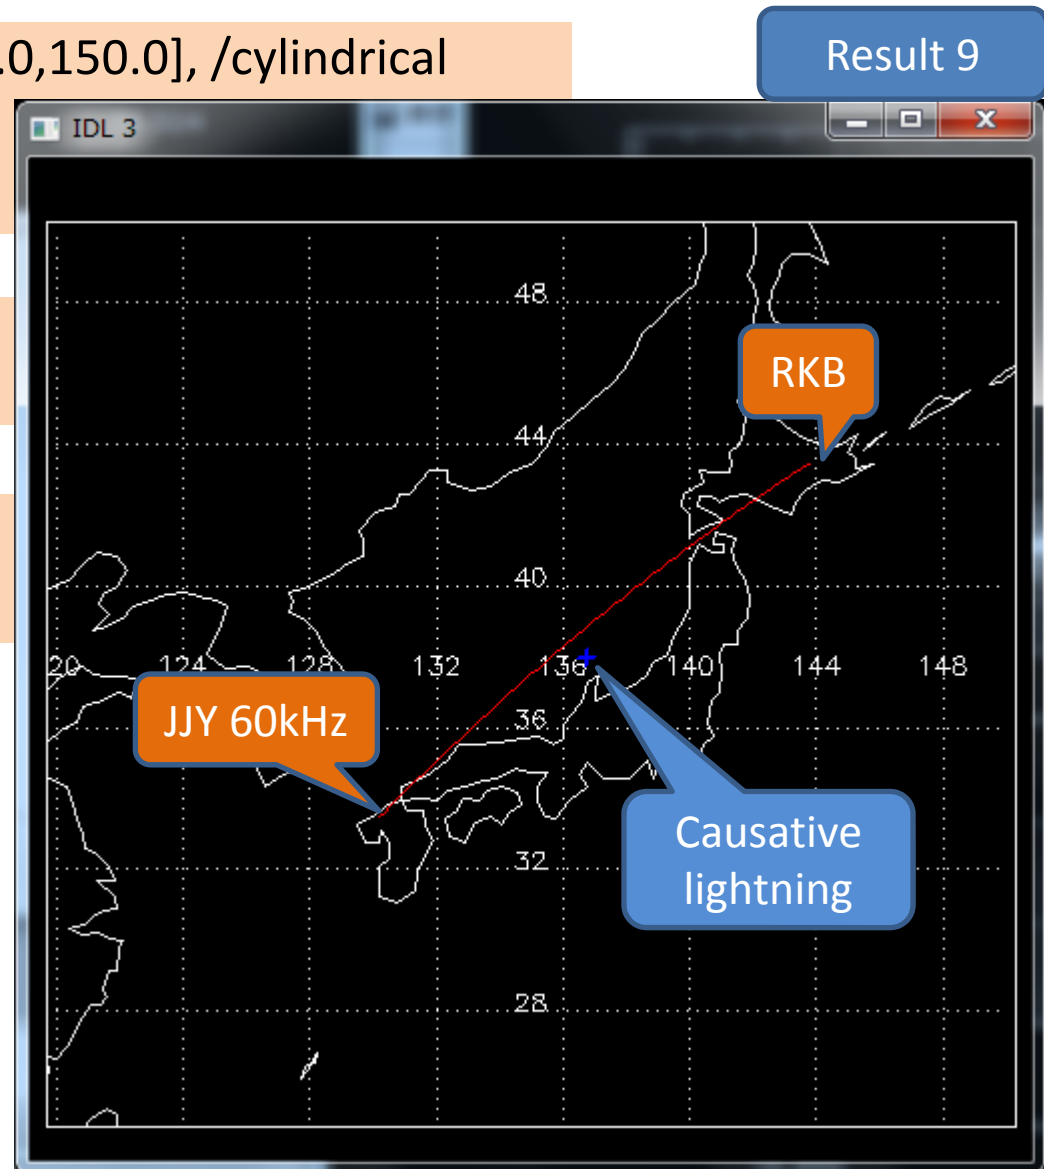 .0,150.0], /cylindrical
Result 9
IDL 3
48
RKB
44
40
20 124 128 132 136 140 144 148
JJY 60kHz
36
Causative
lightning
32
28